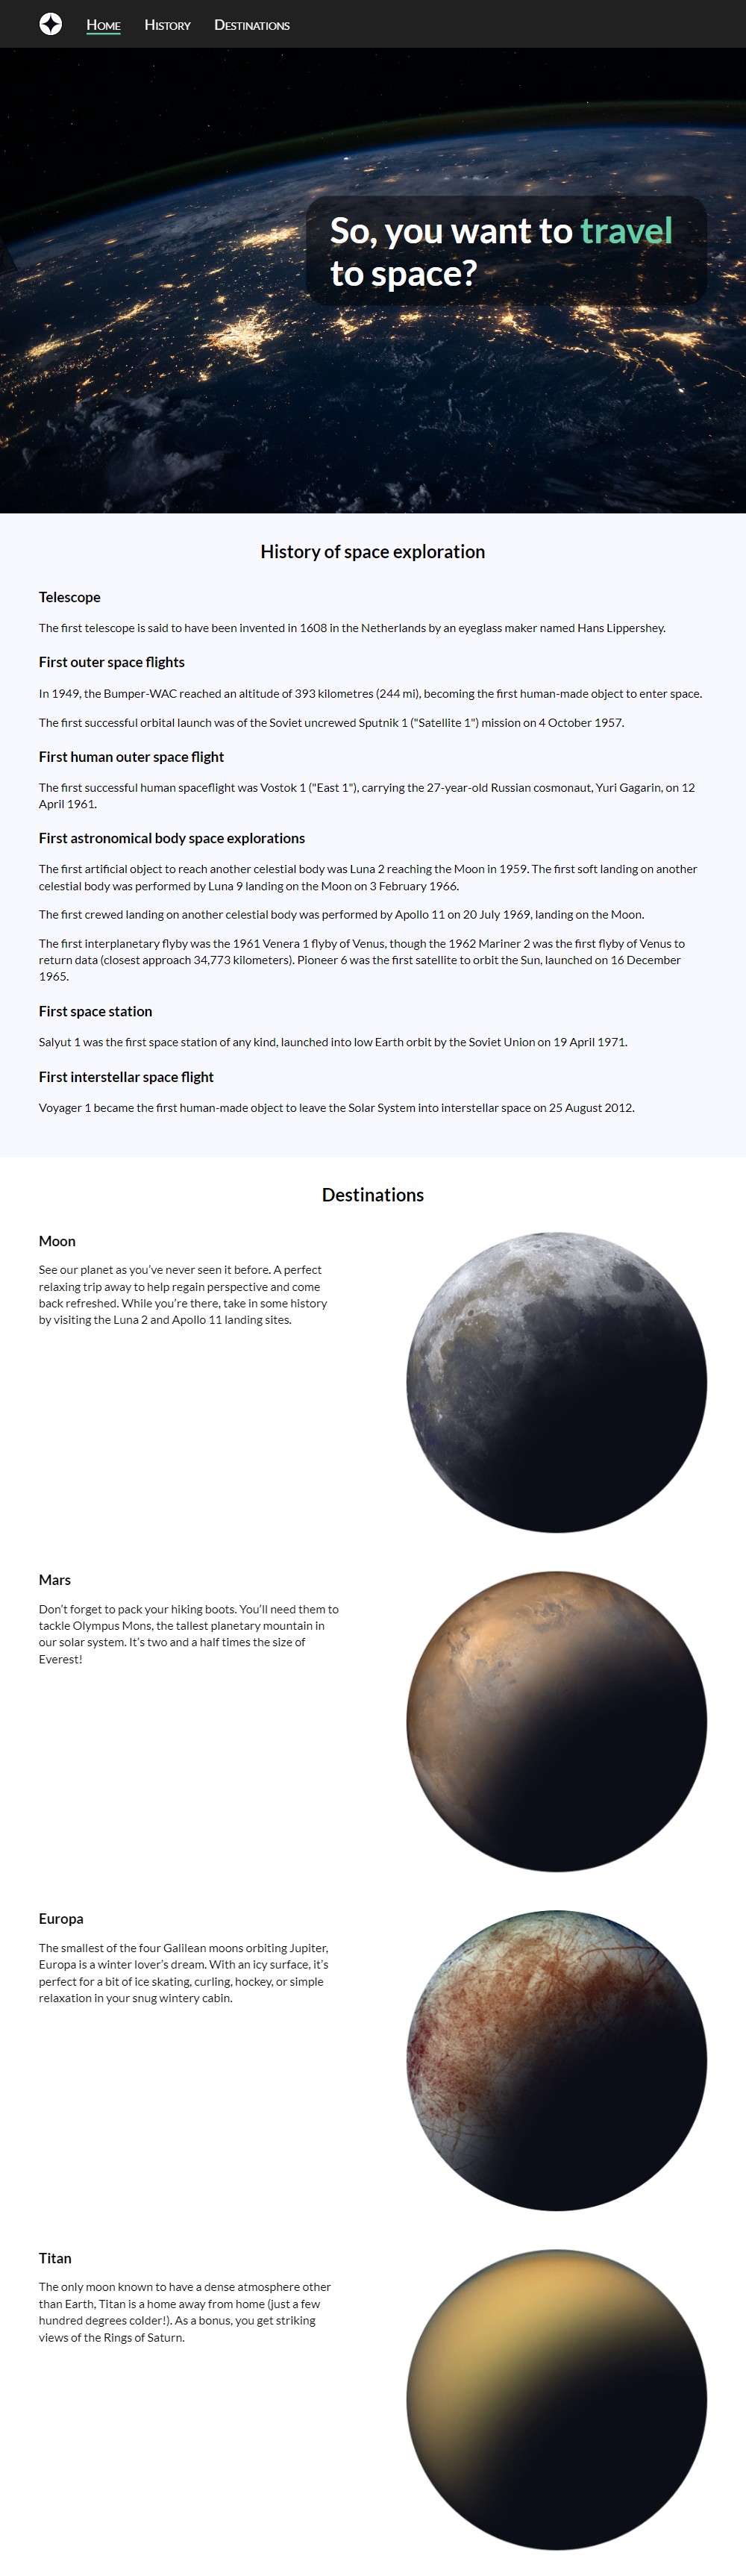 Home
History
Destinations
So, you want to travel
to space?
History of space exploration
Telescope
The first telescope is said to have been invented in 1608 in the Netherlands by an eyeglass maker named Hans Lippershey.
First outer space flights
In 1949, the Bumper-WAC reached an altitude of 393 kilometres (244 mi), becoming the first human-made object to enter space.
The first successful orbital launch was of the Soviet uncrewed Sputnik 1 ("Satellite 1") mission on 4 October 1957.
First human outer space flight
The first successful human spaceflight was Vostok 1 ("East 1"), carrying the 27-year-old Russian cosmonaut, Yuri Gagarin, on 12
April 1961.
First astronomical body space explorations
The first artificial object to reach another celestial body was Luna 2 reaching the Moon in 1959. The first soft landing on another
celestial body was performed by Luna 9 landing on the Moon on 3 February 1966.
The first crewed landing on another celestial body was performed by Apollo 11 on 20 July 1969, landing on the Moon.
The first interplanetary flyby was the 1961 Venera 1 flyby of Venus, though the 1962 Mariner 2 was the first flyby of Venus to
return data (closest approach 34,773 kilometers). Pioneer 6 was the first satellite to orbit the Sun, launched on 16 December
1965.
First space station
Salyut 1 was the first space station of any kind, launched into low Earth orbit by the Soviet Union on 19 April 1971.
First interstellar space flight
Voyager 1 became the first human-made object to leave the Solar System into interstellar space on 25 August 2012.
Destinations
Moon
See our planet as you’ve never seen it before. A perfect
relaxing trip away to help regain perspective and come
back refreshed. While you’re there, take in some history
by visiting the Luna 2 and Apollo 11 landing sites.
Mars
Don’t forget to pack your hiking boots. You’ll need them to
tackle Olympus Mons, the tallest planetary mountain in
our solar system. It’s two and a half times the size of
Everest!
Europa
The smallest of the four Galilean moons orbiting Jupiter,
Europa is a winter lover’s dream. With an icy surface, it’s
perfect for a bit of ice skating, curling, hockey, or simple
relaxation in your snug wintery cabin.
Titan
The only moon known to have a dense atmosphere other
than Earth, Titan is a home away from home (just a few
hundred degrees colder!). As a bonus, you get striking
views of the Rings of Saturn.